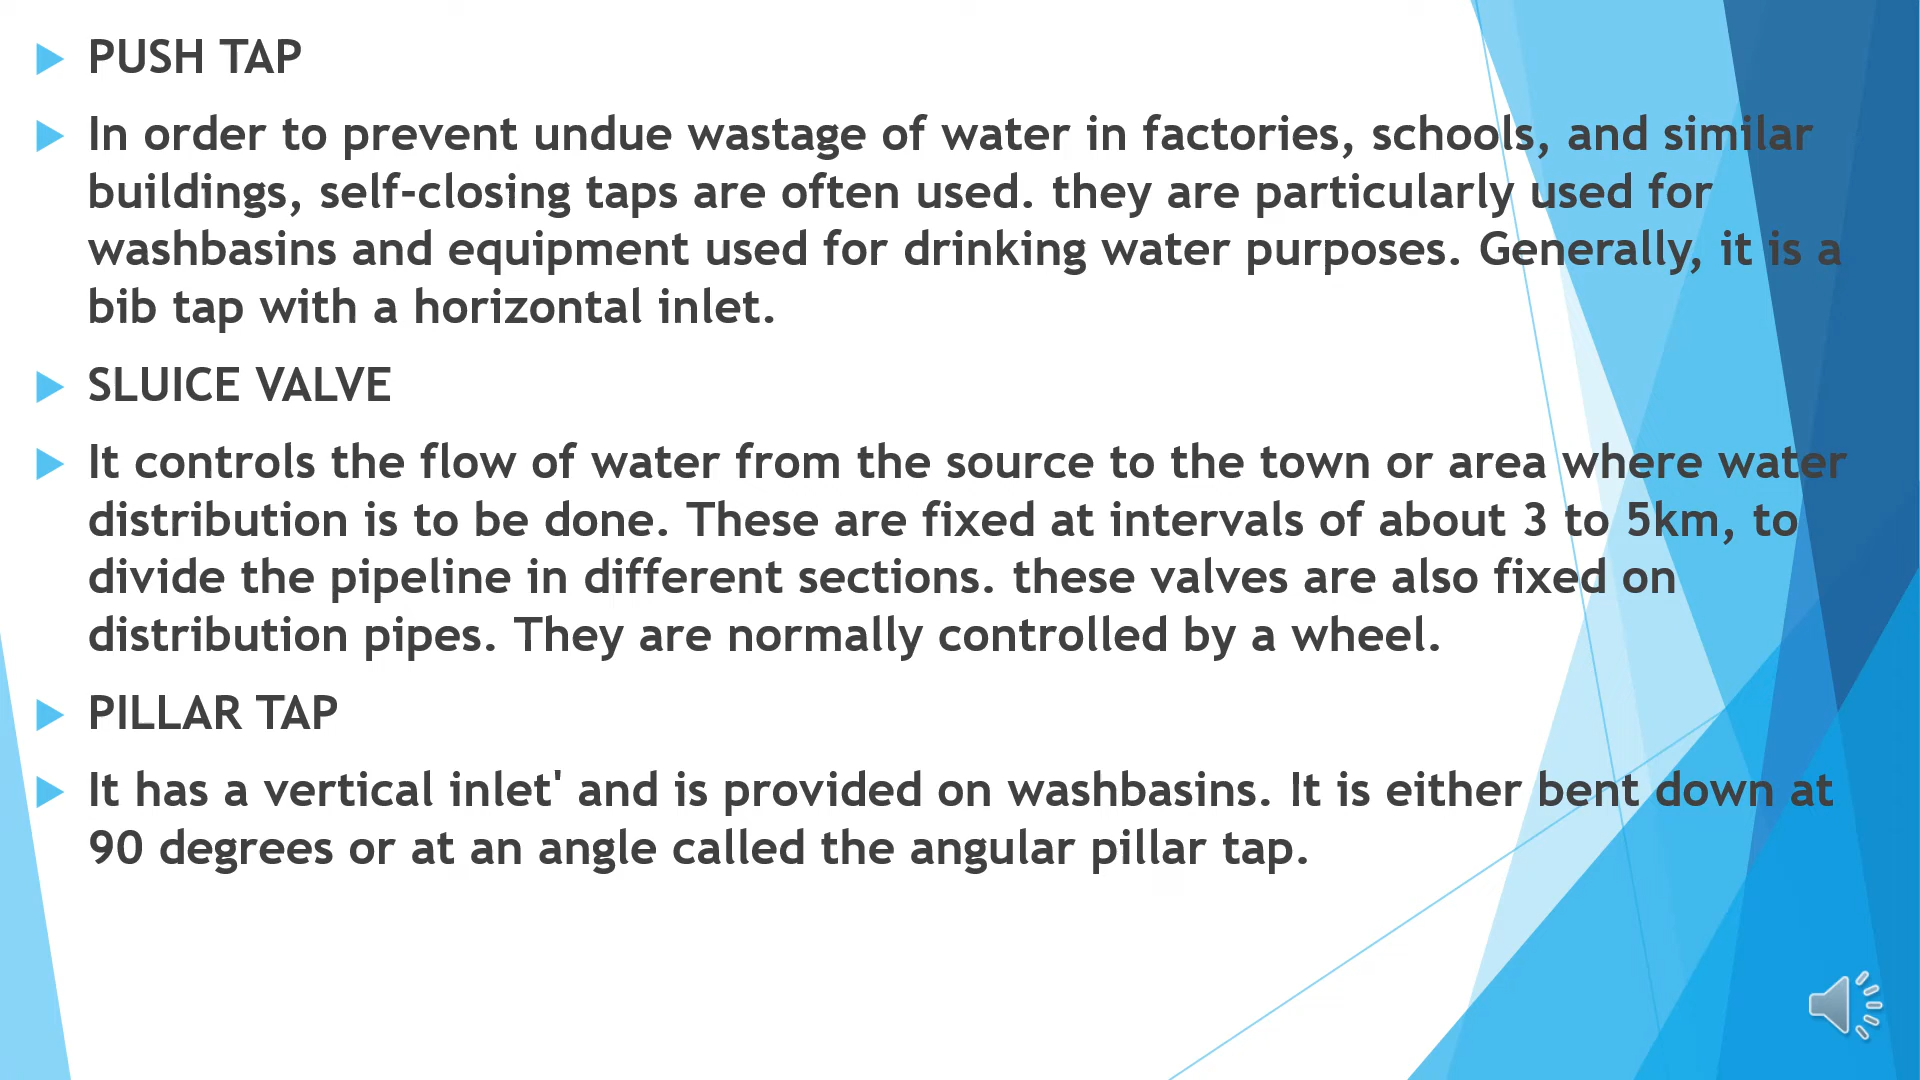 PUSH TAP
In order to prevent undue wastage of water in factories, schools, and similar
buildings, self-closing taps are often used. they are particularly used for
washbasins and equipment used for drinking water purposes. Generally, it is a
bib tap with a horizontal inlet.
SLUICE VALVE
It controls the flow of water from the source to the town or area where water
distribution is to be done. These are fixed at intervals of about 3 to 5km, to
divide the pipeline in different sections. these valves are also fixed on
distribution pipes. They are normally controlled by a wheel.
PILLAR TAP
It has a vertical inlet' and is provided on washbasins. It is either bent down at
90 degrees or at an angle called the angular pillar tap.